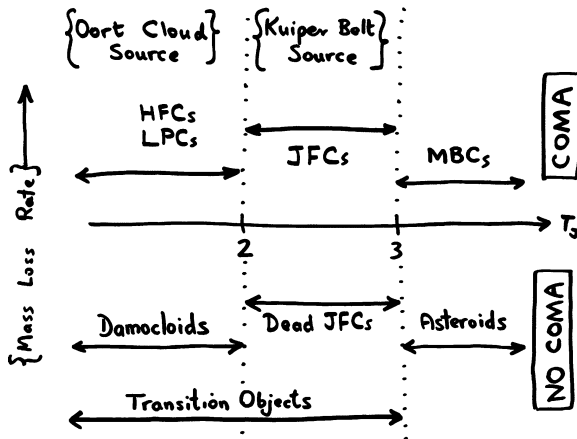 {Oort Cloud
Source}
{Kuiper Belt
Source}
HFCs
LPCs
JFCs
MBCs
COMA
{Mass Loss Rate}
2
3
TJ
Damocloids
Dead JFCs
Asteroids
NO COMA
Transition Objects